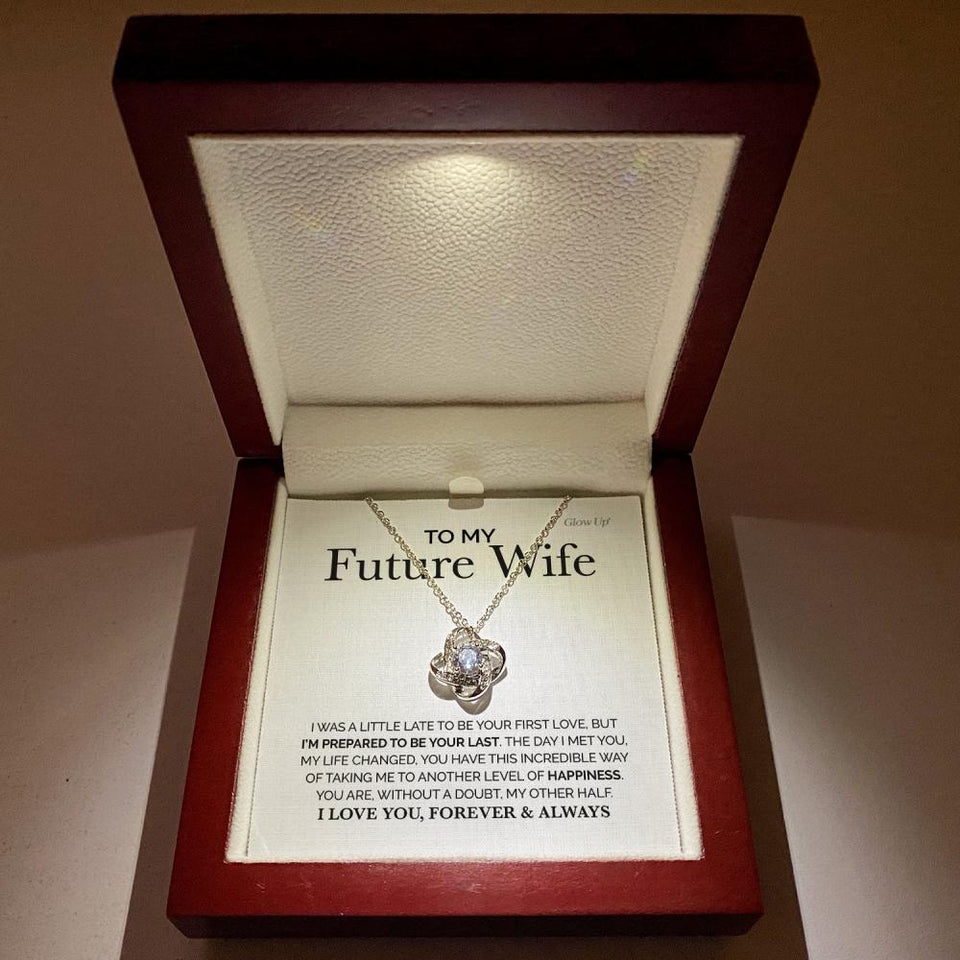 Glow Up®
TO MY
Future Wife
I WAS A LITTLE LATE TO BE YOUR FIRST LOVE, BUT
I'M PREPARED TO BE YOUR LAST. THE DAY I MET YOU,
MY LIFE CHANGED, YOU HAVE THIS INCREDIBLE WAY
OF TAKING ME TO ANOTHER LEVEL OF HAPPINESS.
YOU ARE, WITHOUT A DOUBT, MY OTHER HALF.
I LOVE YOU, FOREVER & ALWAYS